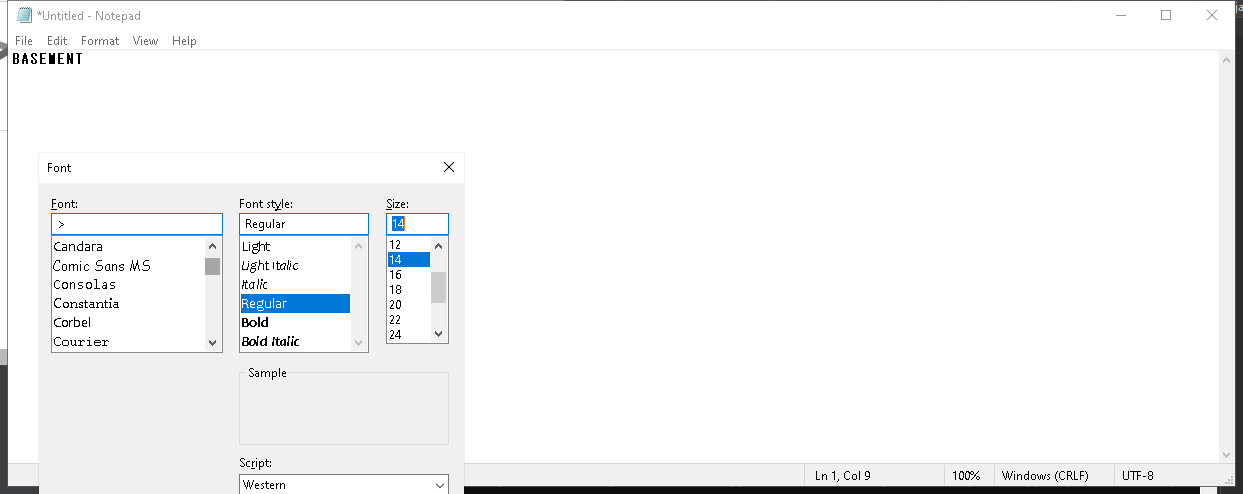 *Untitled - Notepad
File Edit Format View Help
BASEMENT
Font
Font: Font style: Size:
> Regular 14
Candara Light 12
Comic Sans MS Light Italic 14
Consolas Italic 16
Constantia Regular 18
Corbel Bold 20
Courier Bold Italic 22
24
Sample
Script:
Western
Ln 1, Col 9 100% Windows (CRLF) UTF-8